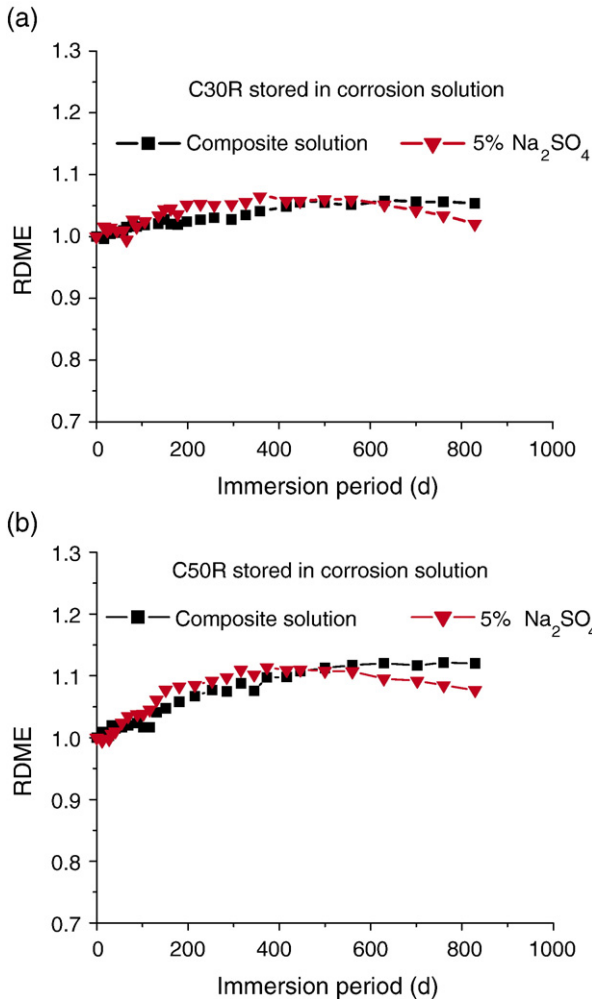 (a)
1.3
1.2
1.1
1.0
0.9
0.8
0.7
RDME
C30R stored in corrosion solution
Composite solution
5% Na2SO4
0 200 400 600 800 1000
Immersion period (d)
(b)
1.3
1.2
1.1
1.0
0.9
0.8
0.7
RDME
C50R stored in corrosion solution
Composite solution
5% Na2SO4
0 200 400 600 800 1000
Immersion period (d)